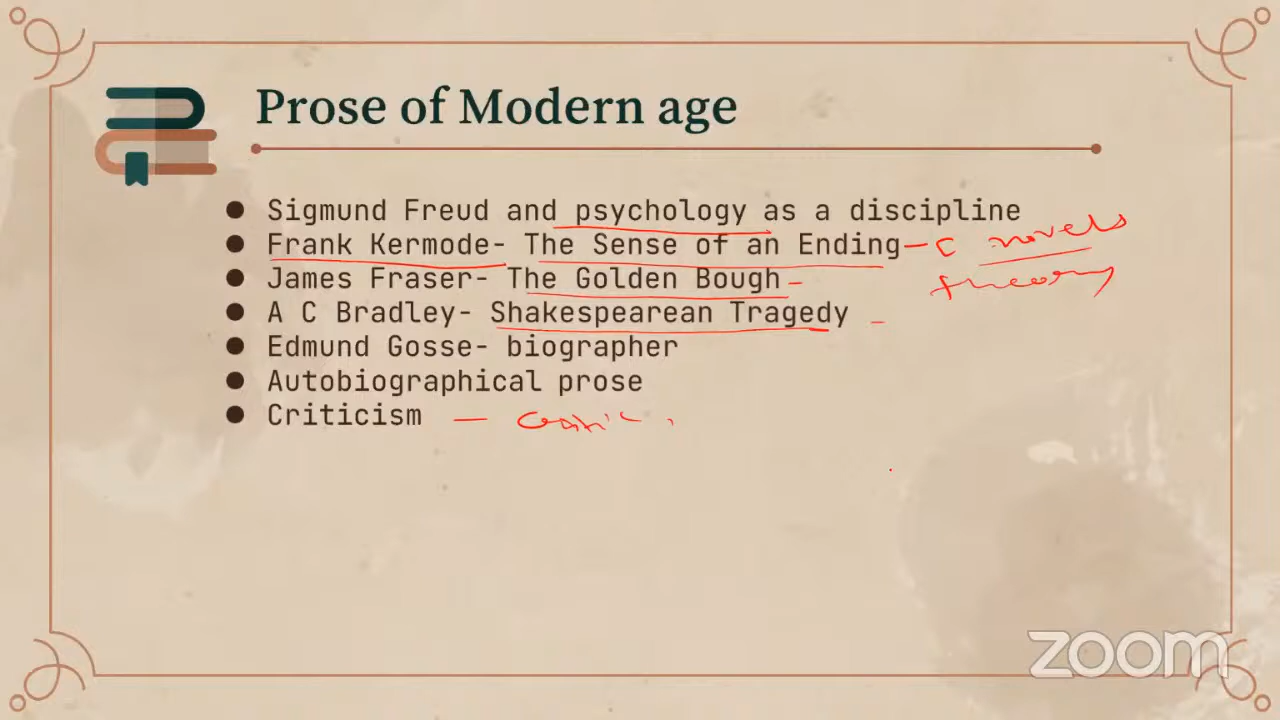 Prose of Modern age
Sigmund Freud and psychology as a discipline
Frank Kermode- The Sense of an Ending – C novels
theory
James Fraser- The Golden Bough –
A C Bradley- Shakespearean Tragedy –
Edmund Gosse- biographer
Autobiographical prose
Criticism –
zoom